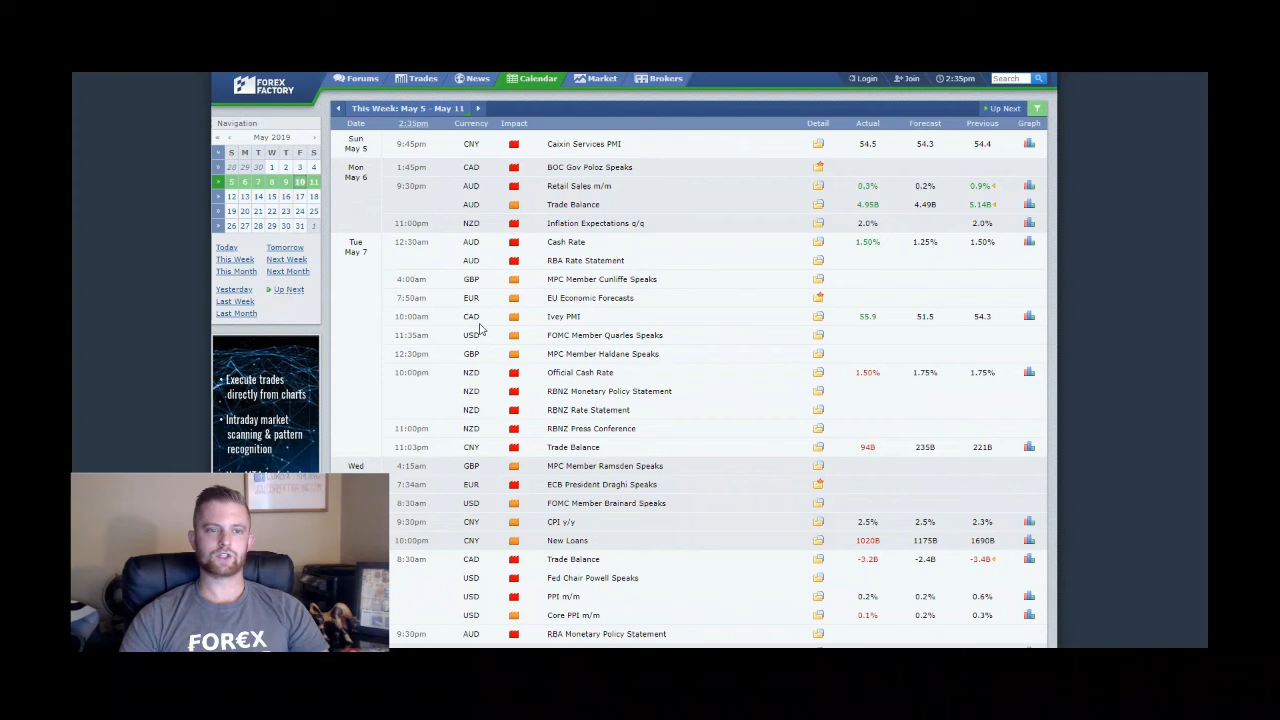 FOREX
FACTORY
Forums Trades News Calendar Market Brokers Login Join 2:35pm Search
Navigation
« ‹ May 2019 ›
S M T W T F S
28 29 30 1 2 3 4
5 6 7 8 9 10 11
12 13 14 15 16 17 18
19 20 21 22 23 24 25
26 27 28 29 30 31 1
Today Tomorrow
This Week Next Week
This Month Next Month
Yesterday Up Next
Last Week
Last Month
• Execute trades
directly from charts
• Intraday market
scanning & pattern
recognition
This Week: May 5 - May 11 Up Next
Date 2:35pm Currency Impact Detail Actual Forecast Previous Graph
Sun
May 5
9:45pm CNY Caixin Services PMI 54.5 54.3 54.4
Mon
May 6
1:45pm CAD BOC Gov Poloz Speaks
9:30pm AUD Retail Sales m/m 0.3% 0.2% 0.9%
AUD Trade Balance 4.95B 4.49B 5.14B
11:00pm NZD Inflation Expectations q/q 2.0% 2.0%
Tue
May 7
12:30am AUD Cash Rate 1.50% 1.25% 1.50%
AUD RBA Rate Statement
4:00am GBP MPC Member Cunliffe Speaks
7:50am EUR EU Economic Forecasts
10:00am CAD Ivey PMI 55.9 51.5 54.3
11:35am USD FOMC Member Quarles Speaks
12:30pm GBP MPC Member Haldane Speaks
10:00pm NZD Official Cash Rate 1.50% 1.75% 1.75%
NZD RBNZ Monetary Policy Statement
NZD RBNZ Rate Statement
11:00pm NZD RBNZ Press Conference
11:03pm CNY Trade Balance 94B 235B 221B
Wed
4:15am GBP MPC Member Ramsden Speaks
7:34am EUR ECB President Draghi Speaks
8:30am USD FOMC Member Brainard Speaks
9:30pm CNY CPI y/y 2.5% 2.5% 2.3%
10:00pm CNY New Loans 1020B 1175B 1690B
8:30am CAD Trade Balance -3.2B -2.4B -3.4B
USD Fed Chair Powell Speaks
USD PPI m/m 0.2% 0.2% 0.6%
USD Core PPI m/m 0.1% 0.2% 0.3%
9:30pm AUD RBA Monetary Policy Statement
FOR€X